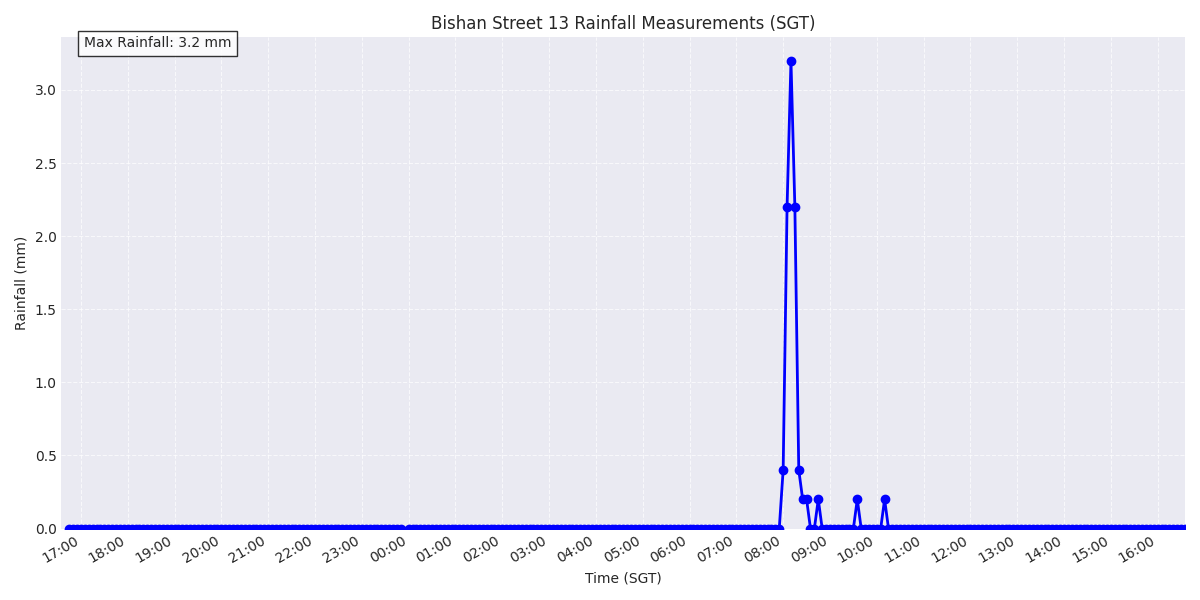 Bishan Street 13 Rainfall Measurements (SGT)
Max Rainfall: 3.2 mm
Rainfall (mm)
3.0
2.5
2.0
1.5
1.0
0.5
0.0
17:00 18:00 19:00 20:00 21:00 22:00 23:00 00:00 01:00 02:00 03:00 04:00 05:00 06:00 07:00 08:00 09:00 10:00 11:00 12:00 13:00 14:00 15:00 16:00
Time (SGT)